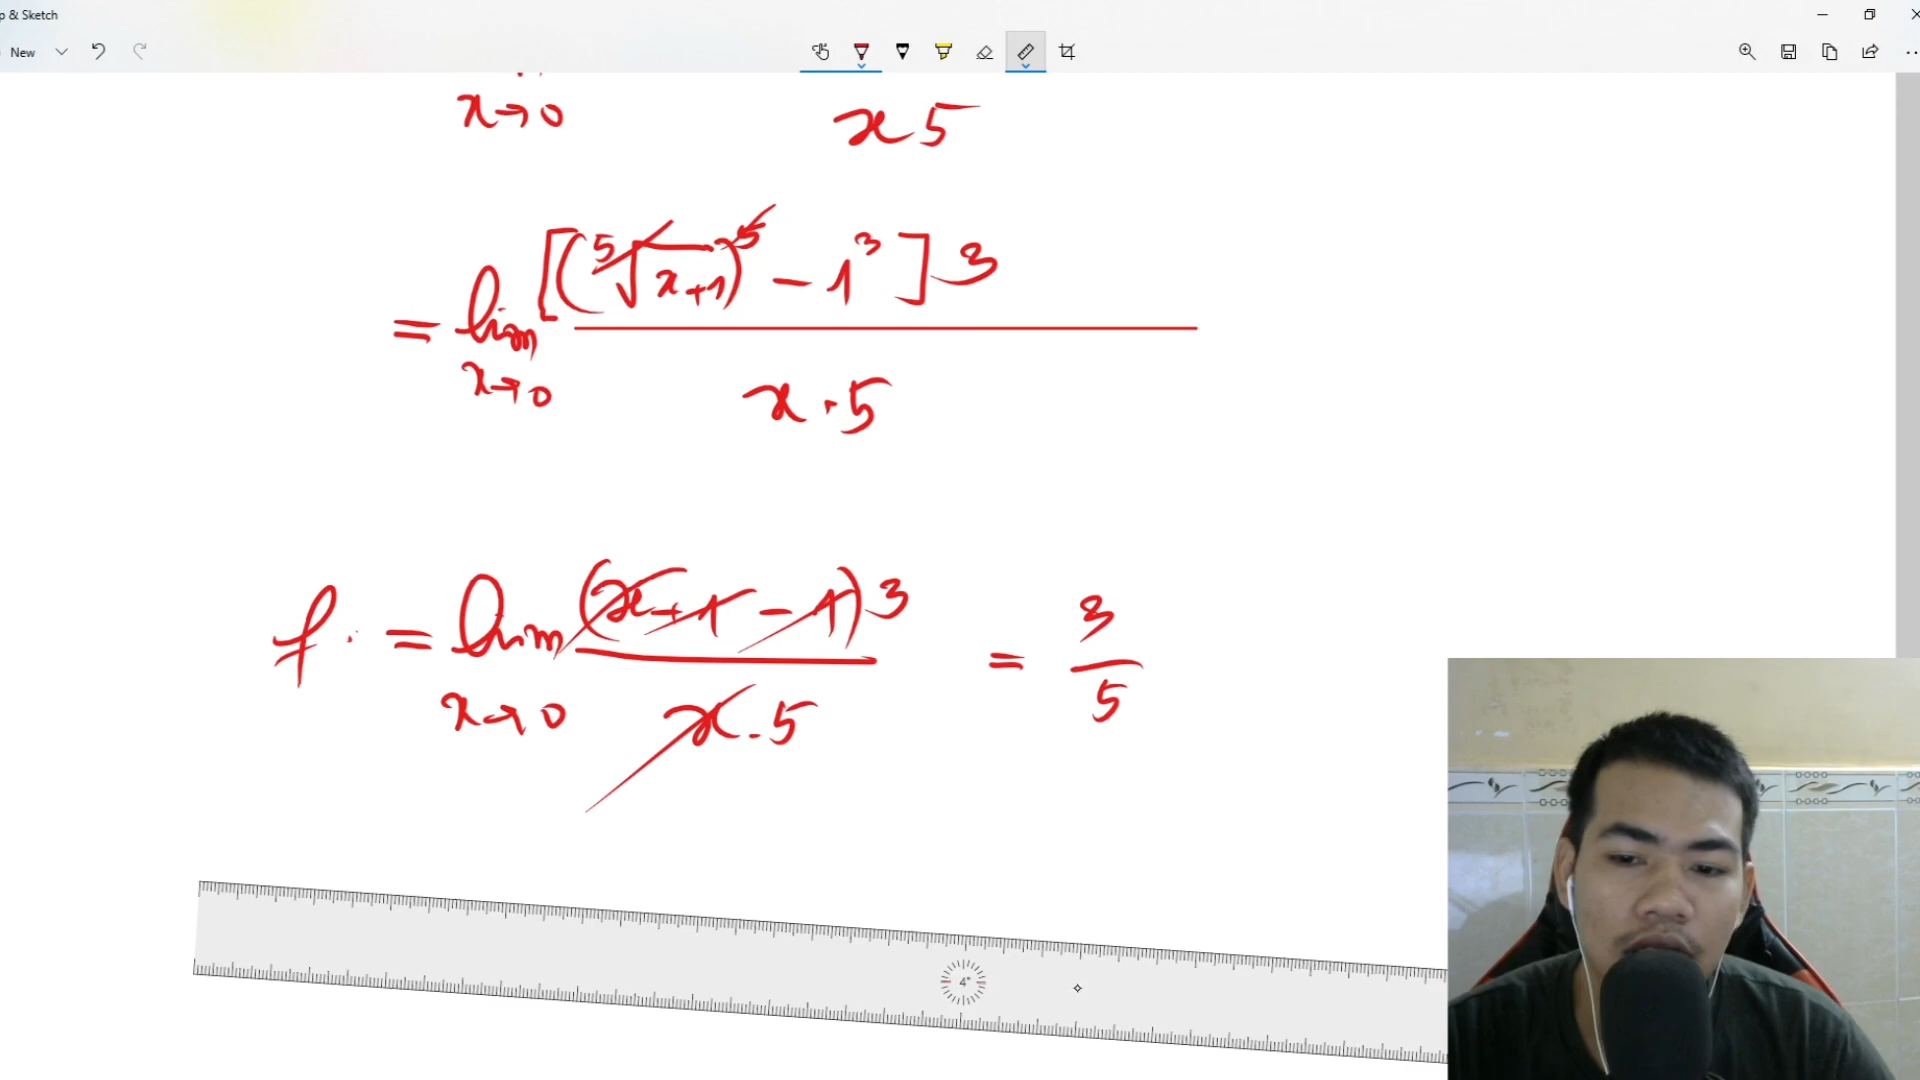 p & Sketch
New
x→0 x5
= lim [(⁵√x+1)⁵ − 1³]3
x→0 x · 5
f. = lim (x+1−1)3 = 3
x→0 x . 5 5
4°